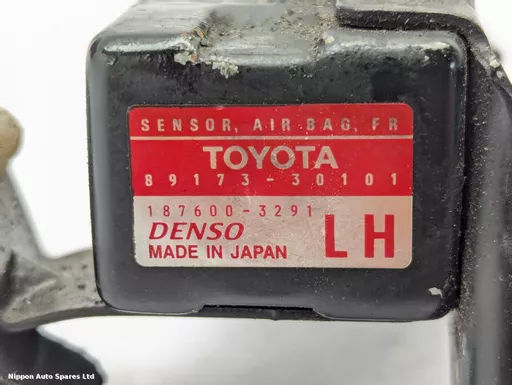 SENSOR, AIR BAG, FR
TOYOTA
89173-30101
187600-3291
DENSO
MADE IN JAPAN
LH
Nippon Auto Spares Ltd